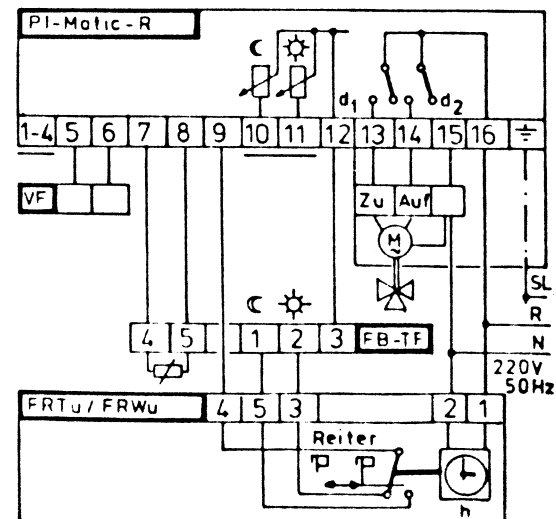 PI-Matic-R
d1 d2
1-4 5 6 7 8 9 10 11 12 13 14 15 16
VF Zu Auf
M
SL
R
4 5 1 2 3 FB-TF
N
220V
50Hz
FRTu/FRWu 4 5 3 2 1
Reiter
h